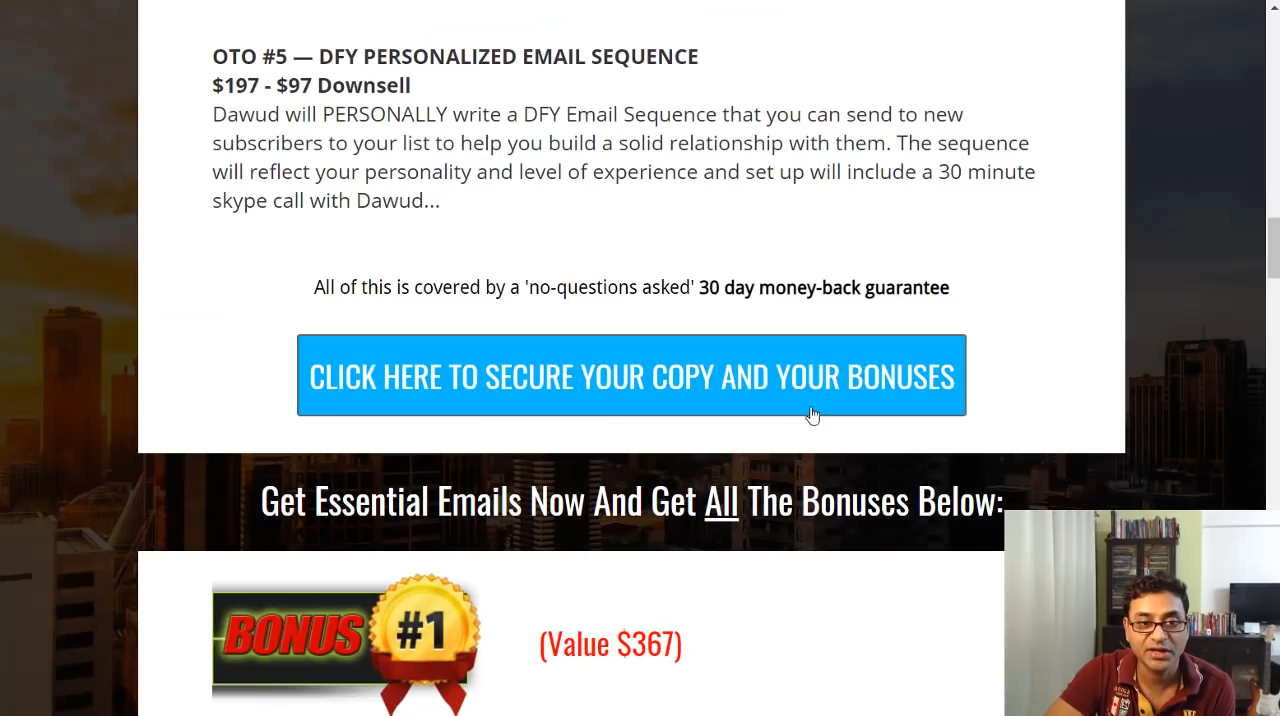 OTO #5 — DFY PERSONALIZED EMAIL SEQUENCE
$197 - $97 Downsell
Dawud will PERSONALLY write a DFY Email Sequence that you can send to new
subscribers to your list to help you build a solid relationship with them. The sequence
will reflect your personality and level of experience and set up will include a 30 minute
skype call with Dawud...
All of this is covered by a 'no-questions asked' 30 day money-back guarantee
CLICK HERE TO SECURE YOUR COPY AND YOUR BONUSES
Get Essential Emails Now And Get All The Bonuses Below:
BONUS #1
(Value $367)